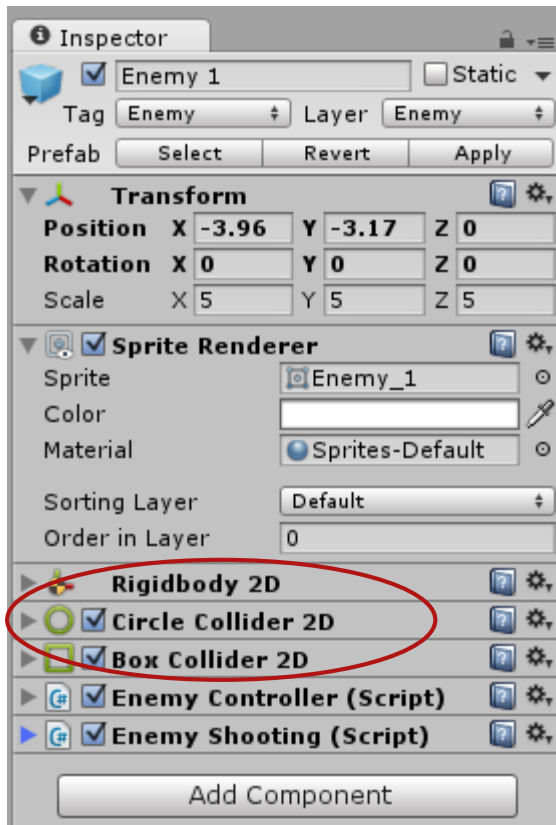 Inspector
Enemy 1 Static
Tag Enemy Layer Enemy
Prefab Select Revert Apply
Transform
Position X -3.96 Y -3.17 Z 0
Rotation X 0 Y 0 Z 0
Scale X 5 Y 5 Z 5
Sprite Renderer
Sprite Enemy_1
Color
Material Sprites-Default
Sorting Layer Default
Order in Layer 0
Rigidbody 2D
Circle Collider 2D
Box Collider 2D
C# Enemy Controller (Script)
C# Enemy Shooting (Script)
Add Component